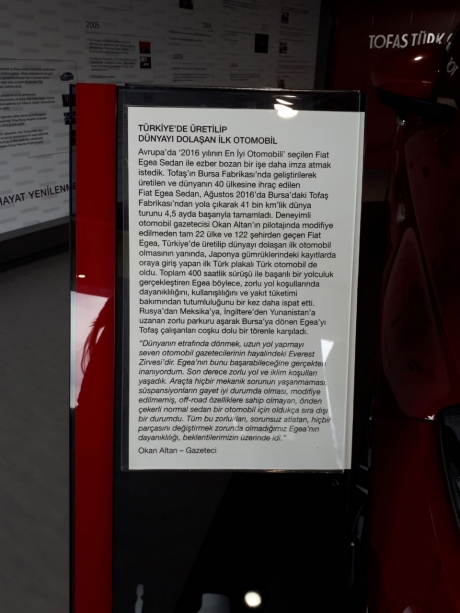 TOFAŞ TÜRK
2005
HAYAT YENİLENME
TÜRKİYE'DE ÜRETİLİP
DÜNYAYI DOLAŞAN İLK OTOMOBİL
Avrupa'da '2016 yılının En İyi Otomobili' seçilen Fiat
Egea Sedan ile ezber bozan bir işe daha imza atmak
istedik. Tofaş'ın Bursa Fabrikası'nda geliştirilerek
üretilen ve dünyanın 40 ülkesine ihraç edilen
Fiat Egea Sedan, Ağustos 2016'da Bursa'daki Tofaş
Fabrikası'ndan yola çıkarak 41 bin km'lik dünya
turunu 4,5 ayda başarıyla tamamladı. Deneyimli
otomobil gazetecisi Okan Altan'ın pilotajında modifiye
edilmeden tam 22 ülke ve 122 şehirden geçen Fiat
Egea, Türkiye'de üretilip dünyayı dolaşan ilk otomobil
olmasının yanında, Japonya gümrüklerindeki kayıtlarda
oraya giriş yapan ilk Türk plakalı Türk otomobil de
oldu. Toplam 400 saatlik sürüşü ile başarılı bir yolculuk
gerçekleştiren Egea böylece, zorlu yol koşullarında
dayanıklılığını, kullanışlılığını ve yakıt tüketimi
bakımından tutumluluğunu bir kez daha ispat etti.
Rusya'dan Meksika'ya, İngiltere'den Yunanistan'a
uzanan zorlu parkuru aşarak Bursa'ya dönen Egea'yı
Tofaş çalışanları coşku dolu bir törenle karşıladı.
"Dünyanın etrafında dönmek, uzun yol yapmayı
seven otomobil gazetecilerinin hayalindeki Everest
Zirvesi'dir. Egea'nın bunu başarabileceğine gerçekten
inanıyordum. Son derece zorlu yol ve iklim koşulları
yaşadık. Araçta hiçbir mekanik sorunun yaşanmaması,
süspansiyonların gayet iyi durumda olması, modifiye
edilmemiş, off-road özelliklere sahip olmayan, önden
çekerli normal sedan bir otomobil için oldukça sıra dışı
bir durumdu. Tüm bu zorlukları, sorunsuz atlatan, hiçbir
parçasını değiştirmek zorunda olmadığımız Egea'nın
dayanıklılığı, beklentilerimizin üzerinde idi."
Okan Altan – Gazeteci